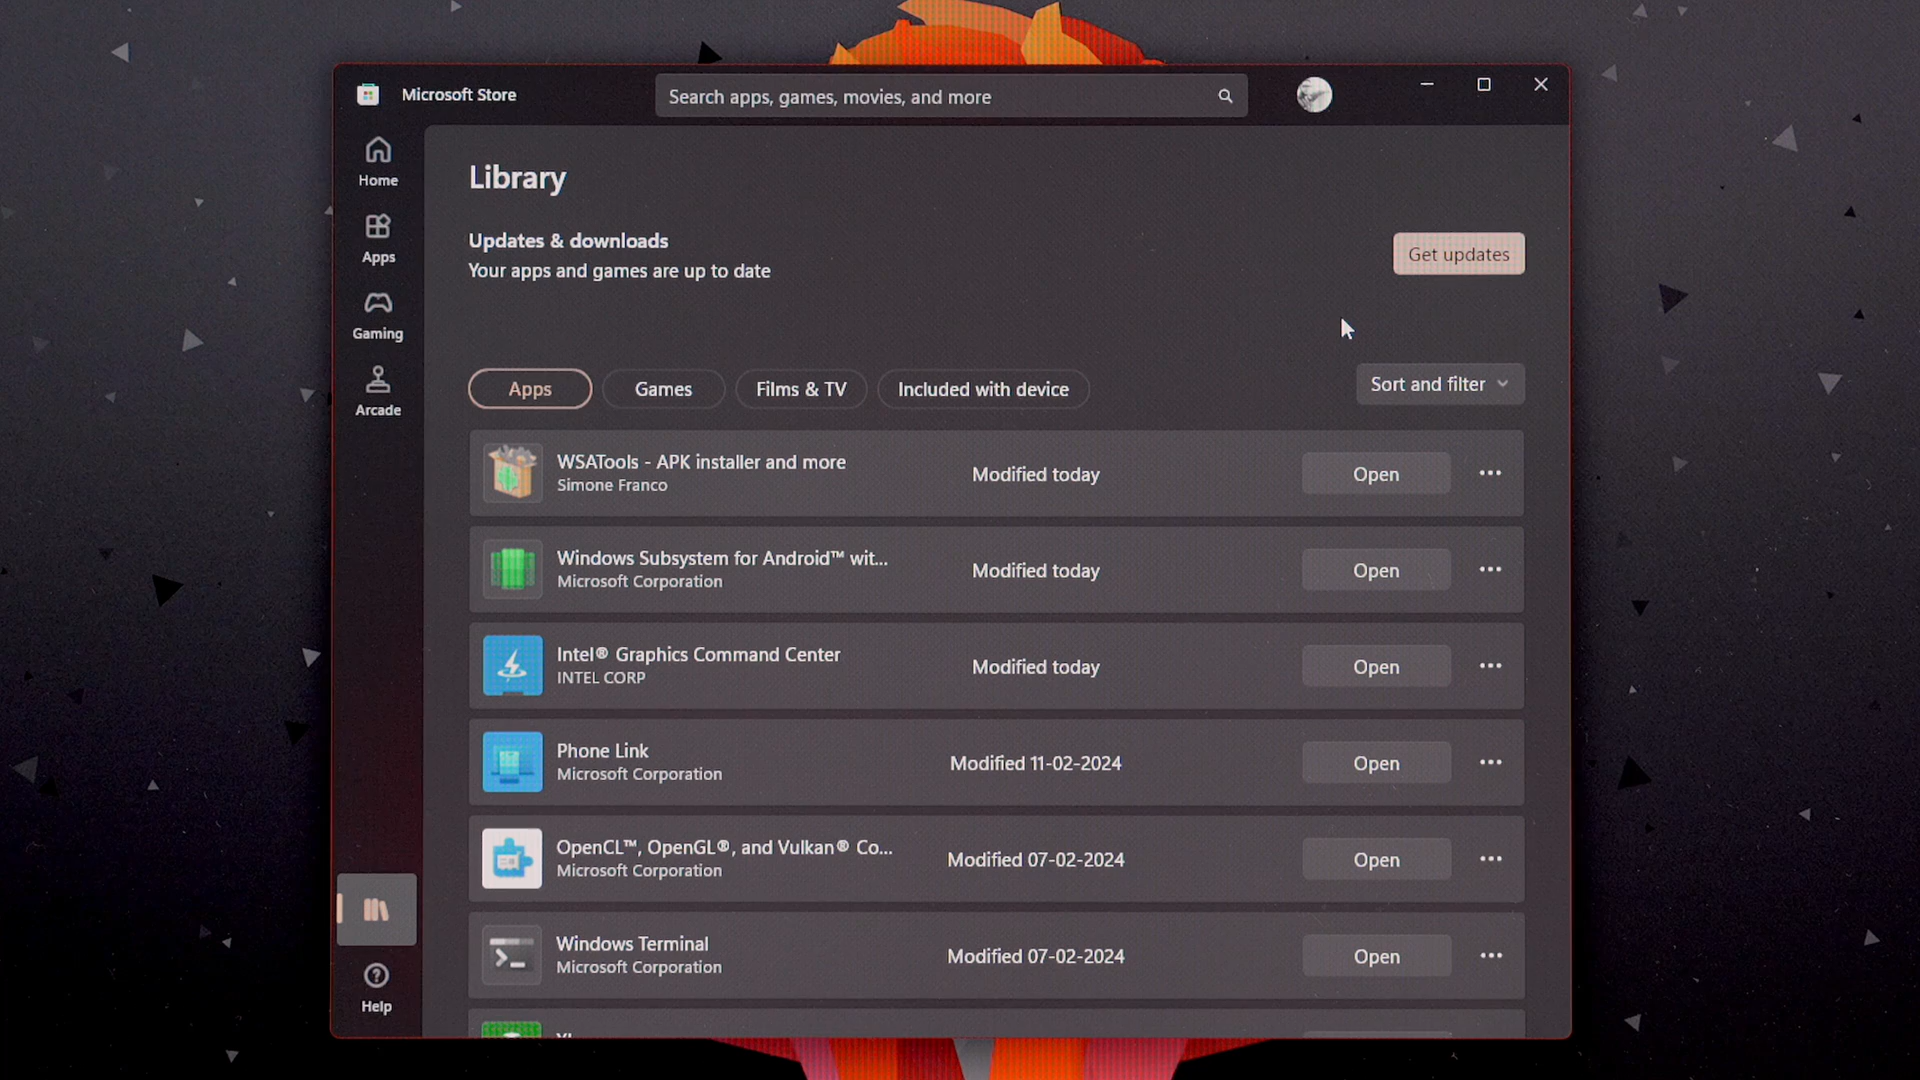 Microsoft Store
Search apps, games, movies, and more
Home
Apps
Gaming
Arcade
Help
Library
Updates & downloads
Your apps and games are up to date
Get updates
Apps
Games
Films & TV
Included with device
Sort and filter
WSATools - APK installer and more
Simone Franco
Modified today
Open
Windows Subsystem for Android™ wit...
Microsoft Corporation
Modified today
Open
Intel® Graphics Command Center
INTEL CORP
Modified today
Open
Phone Link
Microsoft Corporation
Modified 11-02-2024
Open
OpenCL™, OpenGL®, and Vulkan® Co...
Microsoft Corporation
Modified 07-02-2024
Open
Windows Terminal
Microsoft Corporation
Modified 07-02-2024
Open